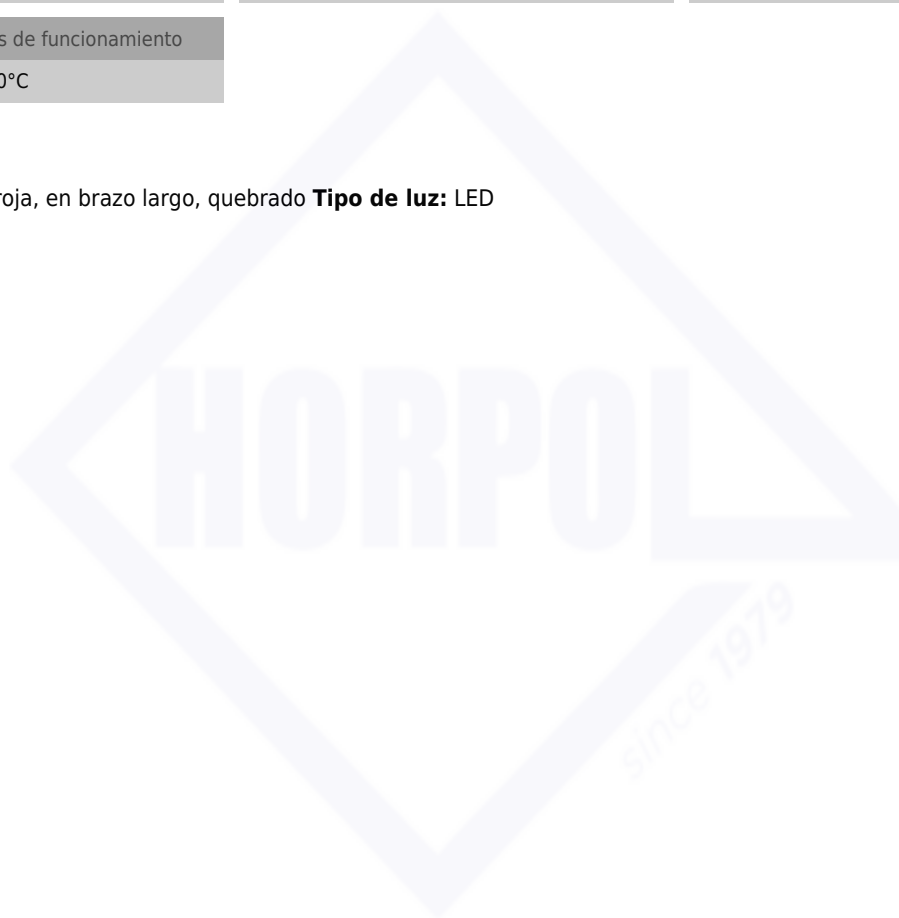 s de funcionamiento
0°C
roja, en brazo largo, quebrado Tipo de luz: LED
HORPOL
since 1979